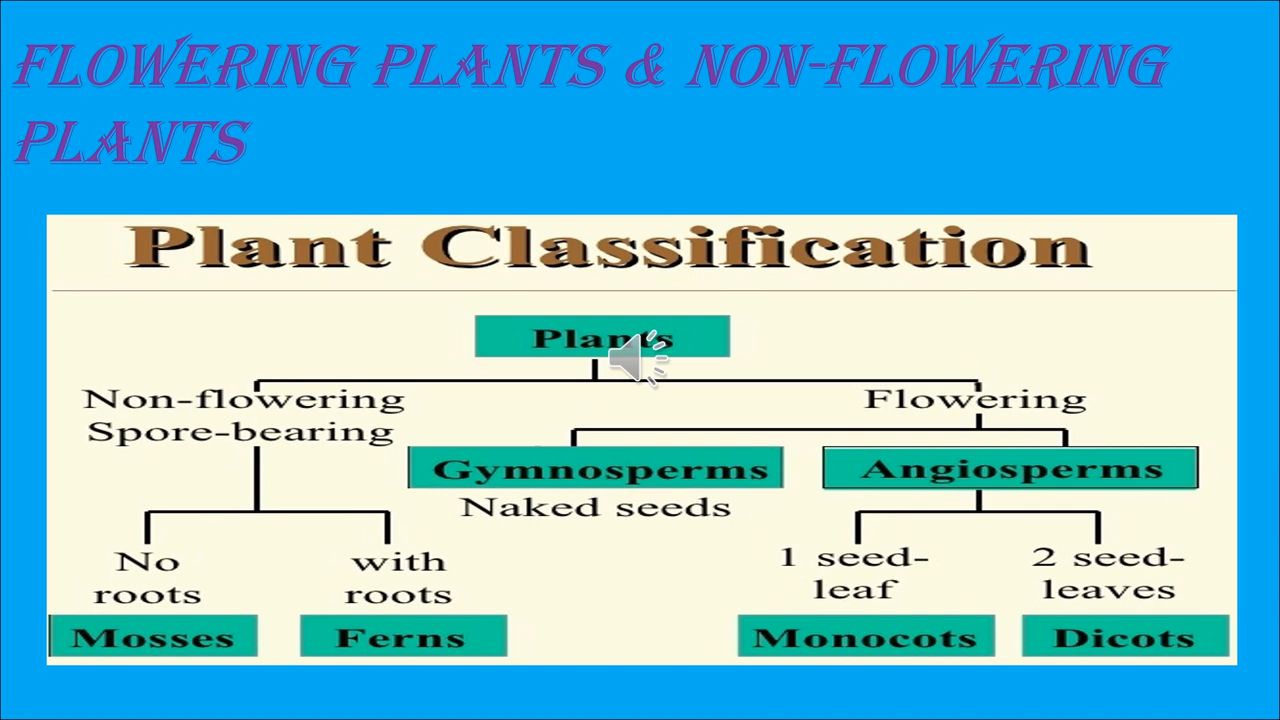 FLOWERING PLANTS & NON-FLOWERING
PLANTS
Plant Classification
Plants
Non-flowering
Spore-bearing
Flowering
Gymnosperms
Naked seeds
Angiosperms
No
roots
with
roots
1 seed-
leaf
2 seed-
leaves
Mosses
Ferns
Monocots
Dicots